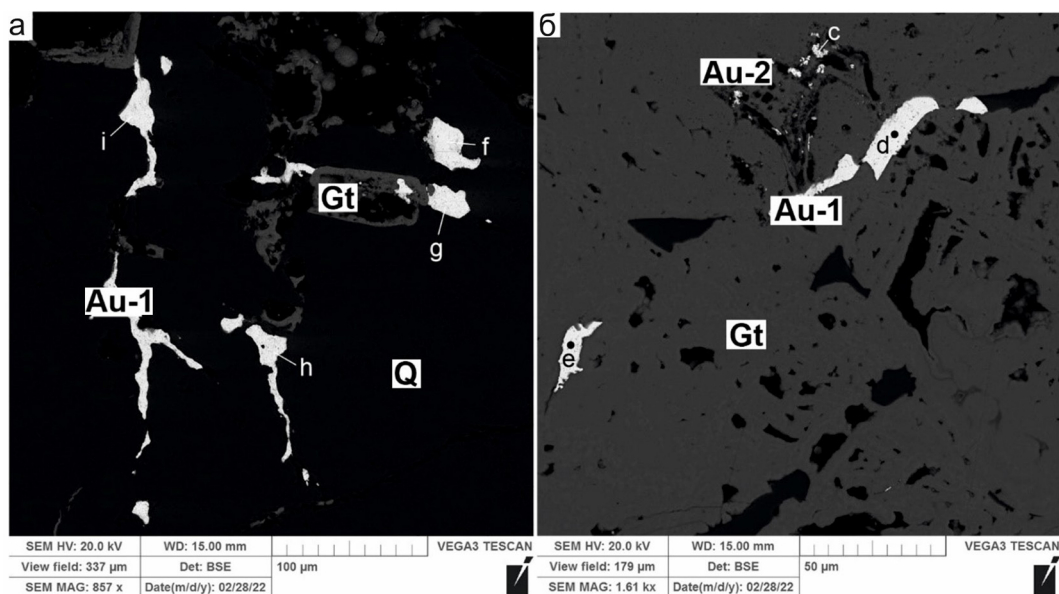 а
i
f
Gt
g
Au-1
h
Q
SEM HV: 20.0 kV
WD: 15.00 mm
VEGA3 TESCAN
View field: 337 µm
Det: BSE
100 µm
SEM MAG: 857 x
Date(m/d/y): 02/28/22
б
c
Au-2
d
Au-1
Gt
e
SEM HV: 20.0 kV
WD: 15.00 mm
VEGA3 TESCAN
View field: 179 µm
Det: BSE
50 µm
SEM MAG: 1.61 kx
Date(m/d/y): 02/28/22